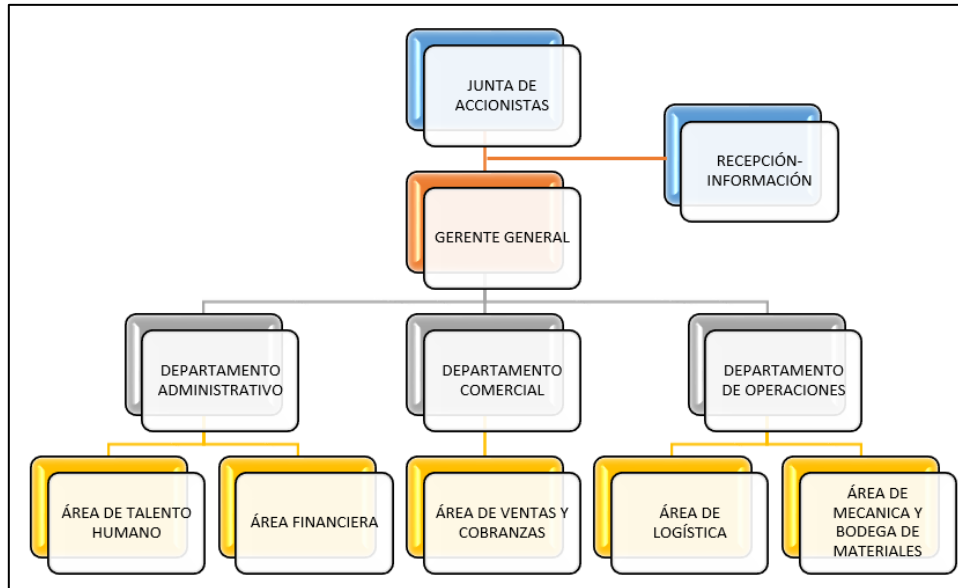 JUNTA DE
ACCIONISTAS
RECEPCIÓN-
INFORMACIÓN
GERENTE GENERAL
DEPARTAMENTO
ADMINISTRATIVO
DEPARTAMENTO
COMERCIAL
DEPARTAMENTO
DE OPERACIONES
ÁREA DE TALENTO
HUMANO
ÁREA FINANCIERA
ÁREA DE VENTAS Y
COBRANZAS
ÁREA DE
LOGÍSTICA
ÁREA DE
MECANICA Y
BODEGA DE
MATERIALES